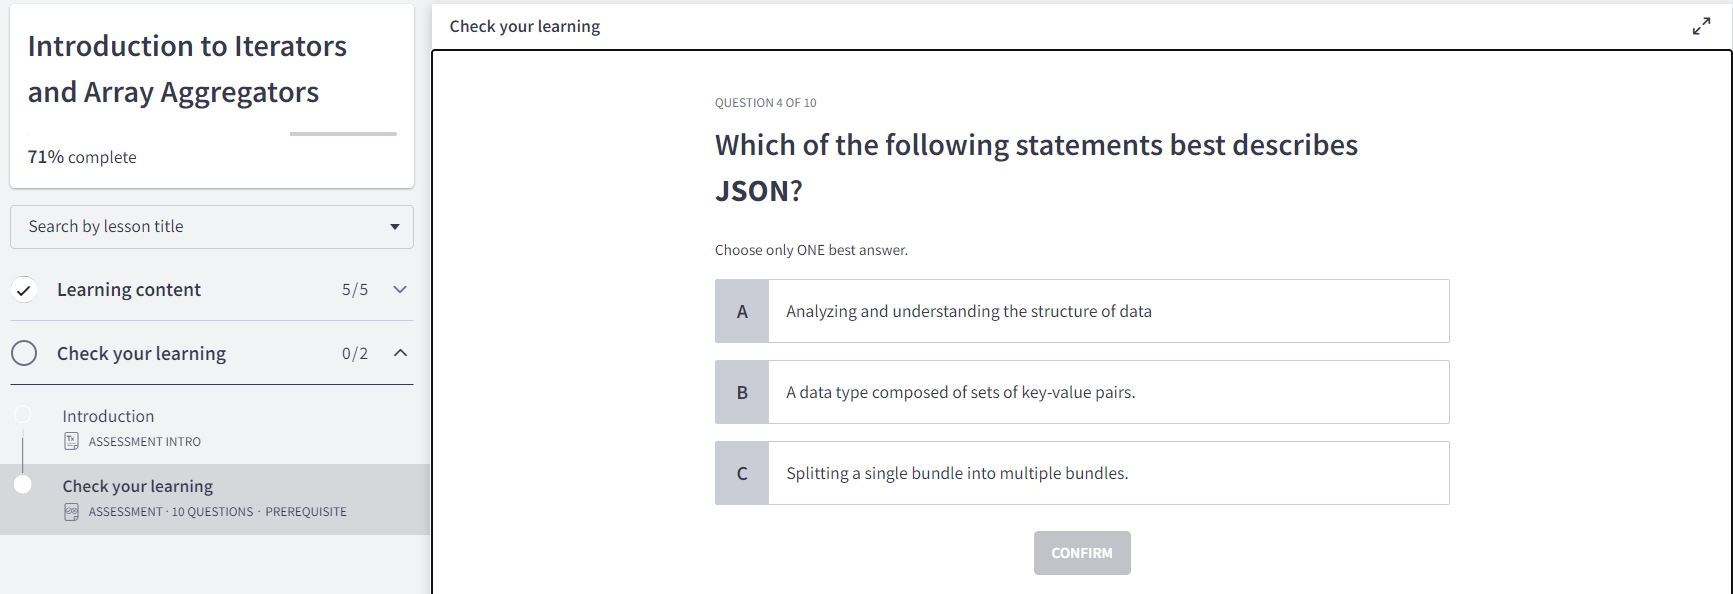 Introduction to Iterators
and Array Aggregators
71% complete
Search by lesson title
Learning content 5/5
Check your learning 0/2
Introduction
ASSESSMENT INTRO
Check your learning
ASSESSMENT · 10 QUESTIONS · PREREQUISITE
Check your learning
QUESTION 4 OF 10
Which of the following statements best describes
JSON?
Choose only ONE best answer.
A Analyzing and understanding the structure of data
B A data type composed of sets of key-value pairs.
C Splitting a single bundle into multiple bundles.
CONFIRM